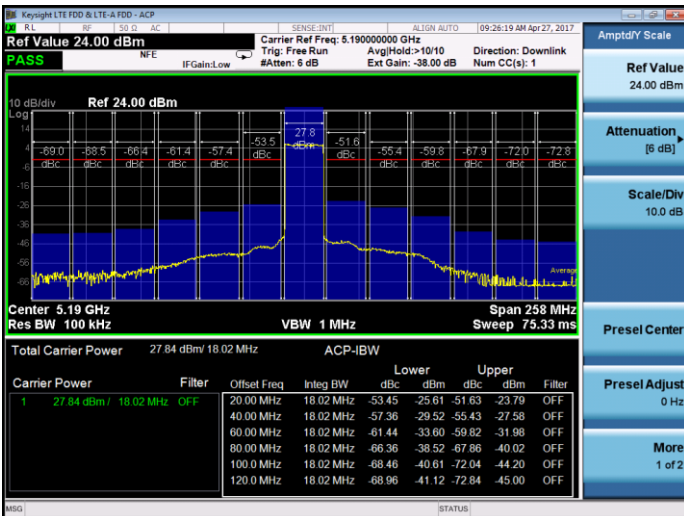 Keysight LTE FDD & LTE-A FDD - ACP
RL RF 50 Ω AC SENSE:INT ALIGN AUTO 09:26:19 AM Apr 27, 2017
Ref Value 24.00 dBm
PASS
NFE
IFGain:Low
Carrier Ref Freq: 5.190000000 GHz
Trig: Free Run Avg|Hold:>10/10 Direction: Downlink
#Atten: 6 dB Ext Gain: -38.00 dB Num CC(s): 1
Amptd/Y Scale
Ref Value
24.00 dBm
Attenuation
[6 dB]
Scale/Div
10.0 dB
Presel Center
Presel Adjust
0 Hz
More
1 of 2
10 dB/div Ref 24.00 dBm
Log
14
4
-6
-16
-26
-36
-46
-56
-66
-69.0 dBc
-68.5 dBc
-66.4 dBc
-61.4 dBc
-57.4 dBc
-53.5 dBc
27.8 dBm
-51.6 dBc
-55.4 dBc
-59.8 dBc
-67.9 dBc
-72.0 dBc
-72.8 dBc
Average
Center 5.19 GHz Span 258 MHz
Res BW 100 kHz VBW 1 MHz Sweep 75.33 ms
Total Carrier Power 27.84 dBm/ 18.02 MHz ACP-IBW
Lower Upper
Carrier Power Filter Offset Freq Integ BW dBc dBm dBc dBm Filter
1 27.84 dBm / 18.02 MHz OFF 20.00 MHz 18.02 MHz -53.45 -25.61 -51.63 -23.79 OFF
40.00 MHz 18.02 MHz -57.36 -29.52 -55.43 -27.58 OFF
60.00 MHz 18.02 MHz -61.44 -33.60 -59.82 -31.98 OFF
80.00 MHz 18.02 MHz -66.36 -38.52 -67.86 -40.02 OFF
100.0 MHz 18.02 MHz -68.46 -40.61 -72.04 -44.20 OFF
120.0 MHz 18.02 MHz -68.96 -41.12 -72.84 -45.00 OFF
MSG STATUS